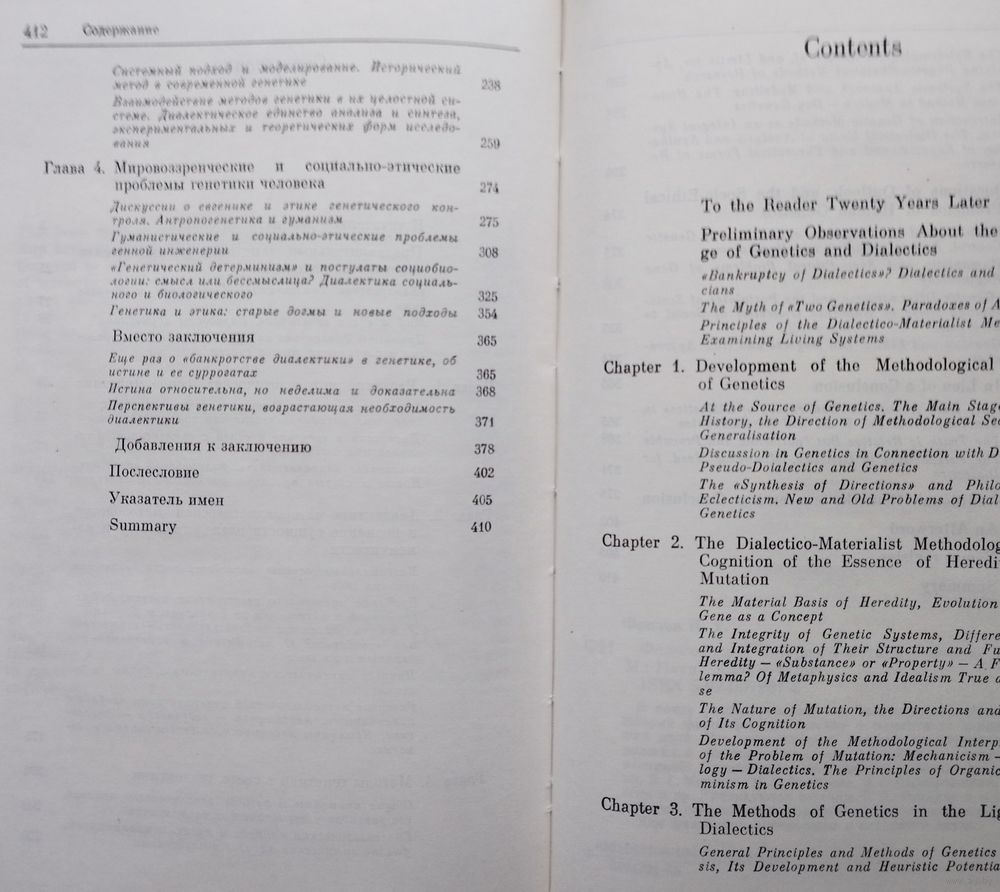 412 Содержание
Системный подход и моделирование. Исторический
метод в современной генетике 238
Взаимодействие методов генетики в их целостной си-
стеме. Диалектическое единство анализа и синтеза,
экспериментальных и теоретических форм исследо-
вания 259
Глава 4. Мировоззренческие и социально-этические
проблемы генетики человека 274
Дискуссии о евгенике и этике генетического кон-
троля. Антропогенетика и гуманизм 275
Гуманистические и социально-этические проблемы
генной инженерии 308
«Генетический детерминизм» и постулаты социобио-
логии: смысл или бессмыслица? Диалектика социаль-
ного и биологического 325
Генетика и этика: старые догмы и новые подходы 354
Вместо заключения 365
Еще раз о «банкротстве диалектики» в генетике, об
истине и ее суррогатах 365
Истина относительна, но неделима и доказательна 368
Перспективы генетики, возрастающая необходимость
диалектики 371
Добавления к заключению 378
Послесловие 402
Указатель имен 405
Summary 410
Contents
To the Reader Twenty Years Later
Preliminary Observations About the
ge of Genetics and Dialectics
«Bankruptcy of Dialectics»? Dialectics and
cians
The Myth of «Two Genetics». Paradoxes of A
Principles of the Dialectico-Materialist Me
Examining Living Systems
Chapter 1. Development of the Methodological
of Genetics
At the Source of Genetics. The Main Stage
History, the Direction of Methodological Sea
Generalisation
Discussion in Genetics in Connection with D
Pseudo-Doialectics and Genetics
The «Synthesis of Directions» and Philo
Eclecticism. New and Old Problems of Dial
Genetics
Chapter 2. The Dialectico-Materialist Methodolog
Cognition of the Essence of Heredi
Mutation
The Material Basis of Heredity, Evolution
Gene as a Concept
The Integrity of Genetic Systems, Differe
and Integration of Their Structure and Fu
Heredity — «Substance» or «Property» — A F
lemma? Of Metaphysics and Idealism True a
se
The Nature of Mutation, the Directions and
of Its Cognition
Development of the Methodological Interp
of the Problem of Mutation: Mechanicism —
logy — Dialectics. The Principles of Organic
minism in Genetics
Chapter 3. The Methods of Genetics in the Lig
Dialectics
General Principles and Methods of Genetics
sis, Its Development and Heuristic Potentia